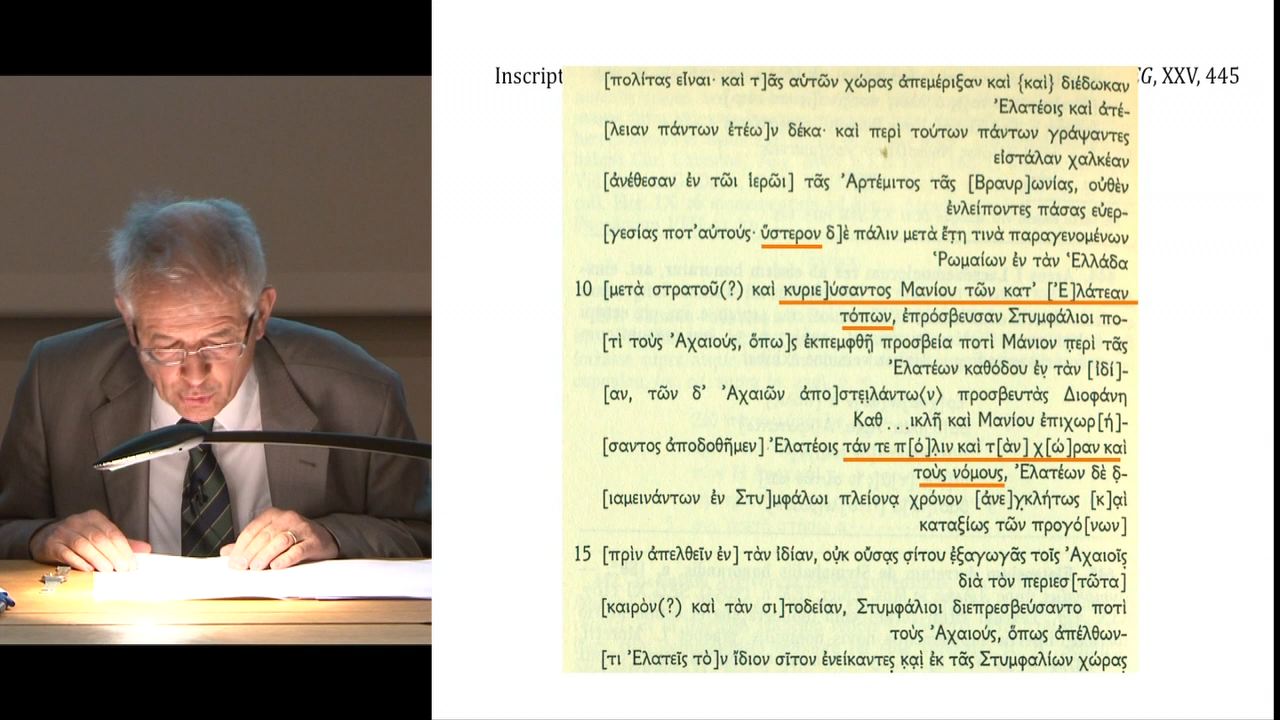 Inscript
G, XXV, 445
[πολίτας εἶναι· καὶ τ]ᾶς αὑτῶν χώρας ἀπεμέριξαν καὶ {καὶ} διέδωκαν
Ἐλατέοις καὶ ἀτέ-
[λειαν πάντων ἐτέω]ν δέκα· καὶ περὶ τούτων πάντων γράψαντες
εἰστάλαν χαλκέαν
[ἀνέθεσαν ἐν τῶι ἱερῶι] τᾶς Ἀρτέμιτος τᾶς [Βραυρ]ωνίας, οὐθὲν
ἐνλείποντες πάσας εὐερ-
[γεσίας ποτ'αὐτούς· ὕστερον δ]ὲ πάλιν μετὰ ἔτη τινὰ παραγενομένων
Ῥωμαίων ἐν τὰν Ἑλλάδα
10 [μετὰ στρατοῦ(?) καὶ κυριε]ύσαντος Μανίου τῶν κατ' [Ἐ]λάτεαν
τόπων, ἐπρόσβευσαν Στυμφάλιοι πο-
[τὶ τοὺς Ἀχαιούς, ὅπω]ς ἐκπεμφθῆ προσβεία ποτὶ Μάνιον περὶ τᾶς
Ἐλατέων καθόδου ἐν τὰν [ἰδί]-
[αν, τῶν δ' Ἀχαιῶν ἀπο]στειλάντω⟨ν⟩ προσβευτὰς Διοφάνη
Καθ...ικλῆ καὶ Μανίου ἐπιχωρ[ή]-
[σαντος ἀποδοθῆμεν] Ἐλατέοις τάν τε π[ό]λιν καὶ τ[ὰν] χ[ώ]ραν καὶ
τοὺς νόμους, Ἐλατέων δὲ δ-
[ιαμεινάντων ἐν Στυ]μφάλωι πλείονα χρόνον [ἀνε]γκλήτως [κ]αὶ
καταξίως τῶν προγό[νων]
15 [πρὶν ἀπελθεῖν ἐν] τὰν ἰδίαν, οὐκ οὔσας σίτου ἐξαγωγᾶς τοῖς Ἀχαιοῖς
διὰ τὸν περιεσ[τῶτα]
[καιρὸν(?) καὶ τὰν σι]τοδείαν, Στυμφάλιοι διεπρεσβεύσαντο ποτὶ
τοὺς Ἀχαιούς, ὅπως ἀπέλθων-
[τι Ἐλατεῖς τὸ]ν ἴδιον σῖτον ἐνείκαντες καὶ ἐκ τᾶς Στυμφαλίων χώρας